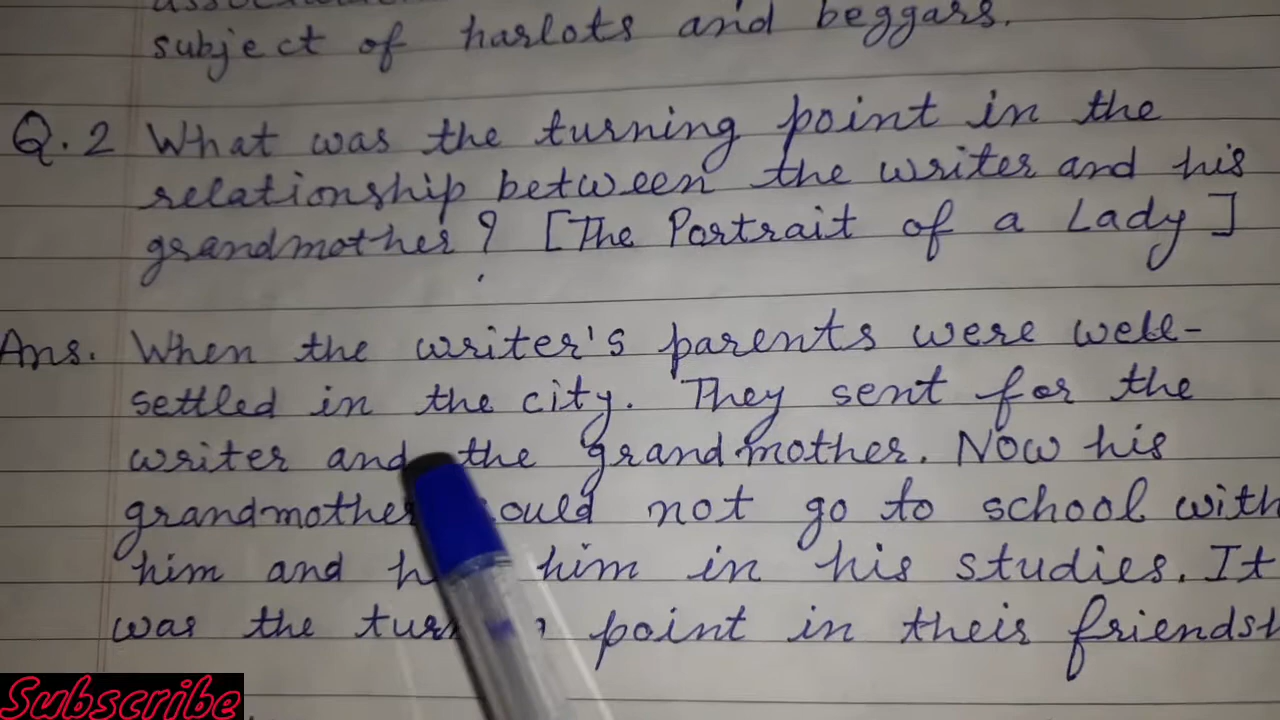 subject of harlots and beggars.
Q.2 What was the turning point in the
relationship between the writer and his
grandmother? [The Portrait of a Lady]
Ans. When the writer's parents were well-
settled in the city. They sent for the
writer and the grandmother. Now his
grandmother could not go to school with
him and him in his studies. It
was the point in their
Subscribe